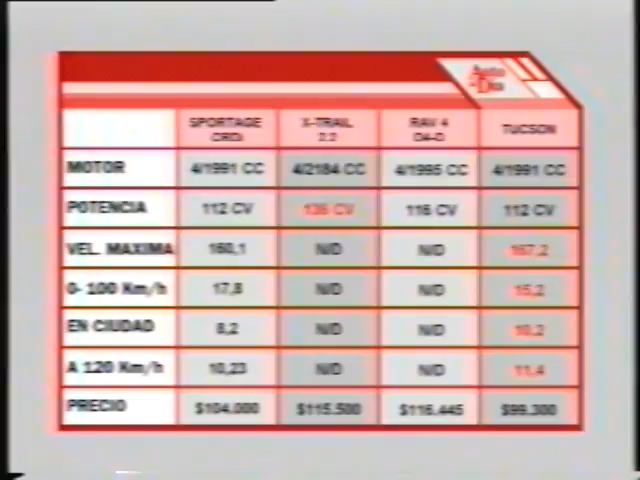 Auto
al Día
SPORTAGE X-TRAIL RAV 4 TUCSON
CRDi 2.2 D4-D
MOTOR 4/1991 CC 4/2184 CC 4/1995 CC 4/1991 CC
POTENCIA 112 CV 136 CV 116 CV 112 CV
VEL. MAXIMA 160,1 N/D N/D 167,2
0- 100 Km/h 17,8 N/D N/D 15,2
EN CIUDAD 8,2 N/D N/D 10,2
A 120 Km/h 10,23 N/D N/D 11,4
PRECIO $104.000 $115.500 $116.445 $99.300